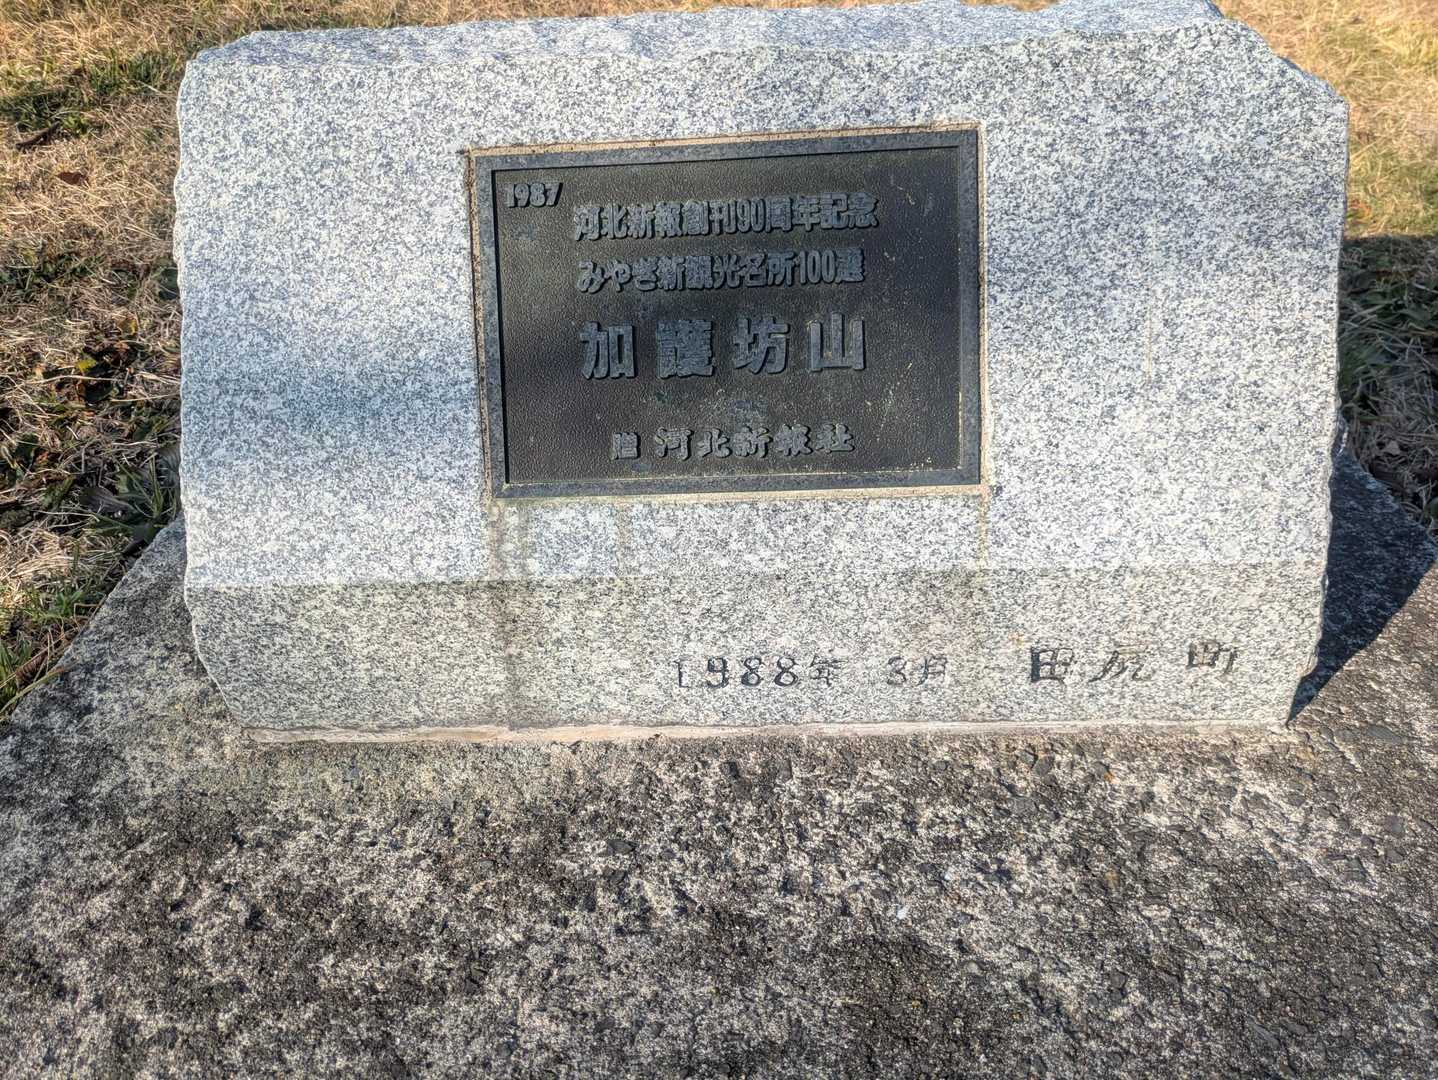 1987
河北新報創刊90周年記念
みやぎ新観光名所100選
加護坊山
贈 河北新報社
1988年 3月 田尻町